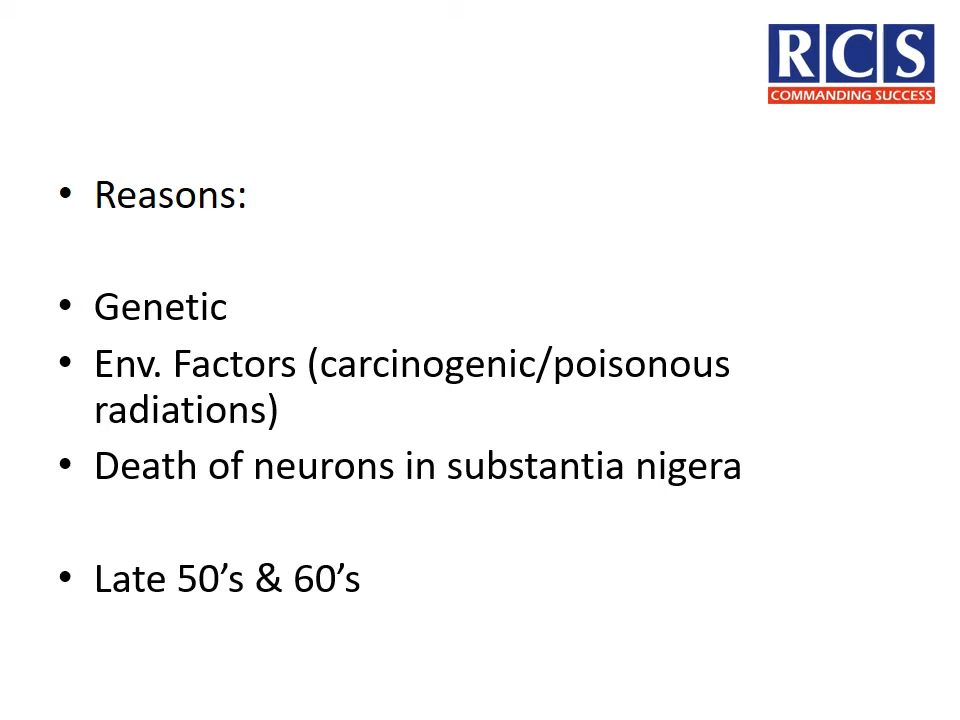 RCS
COMMANDING SUCCESS
• Reasons:
• Genetic
• Env. Factors (carcinogenic/poisonous
radiations)
• Death of neurons in substantia nigera
• Late 50’s & 60’s